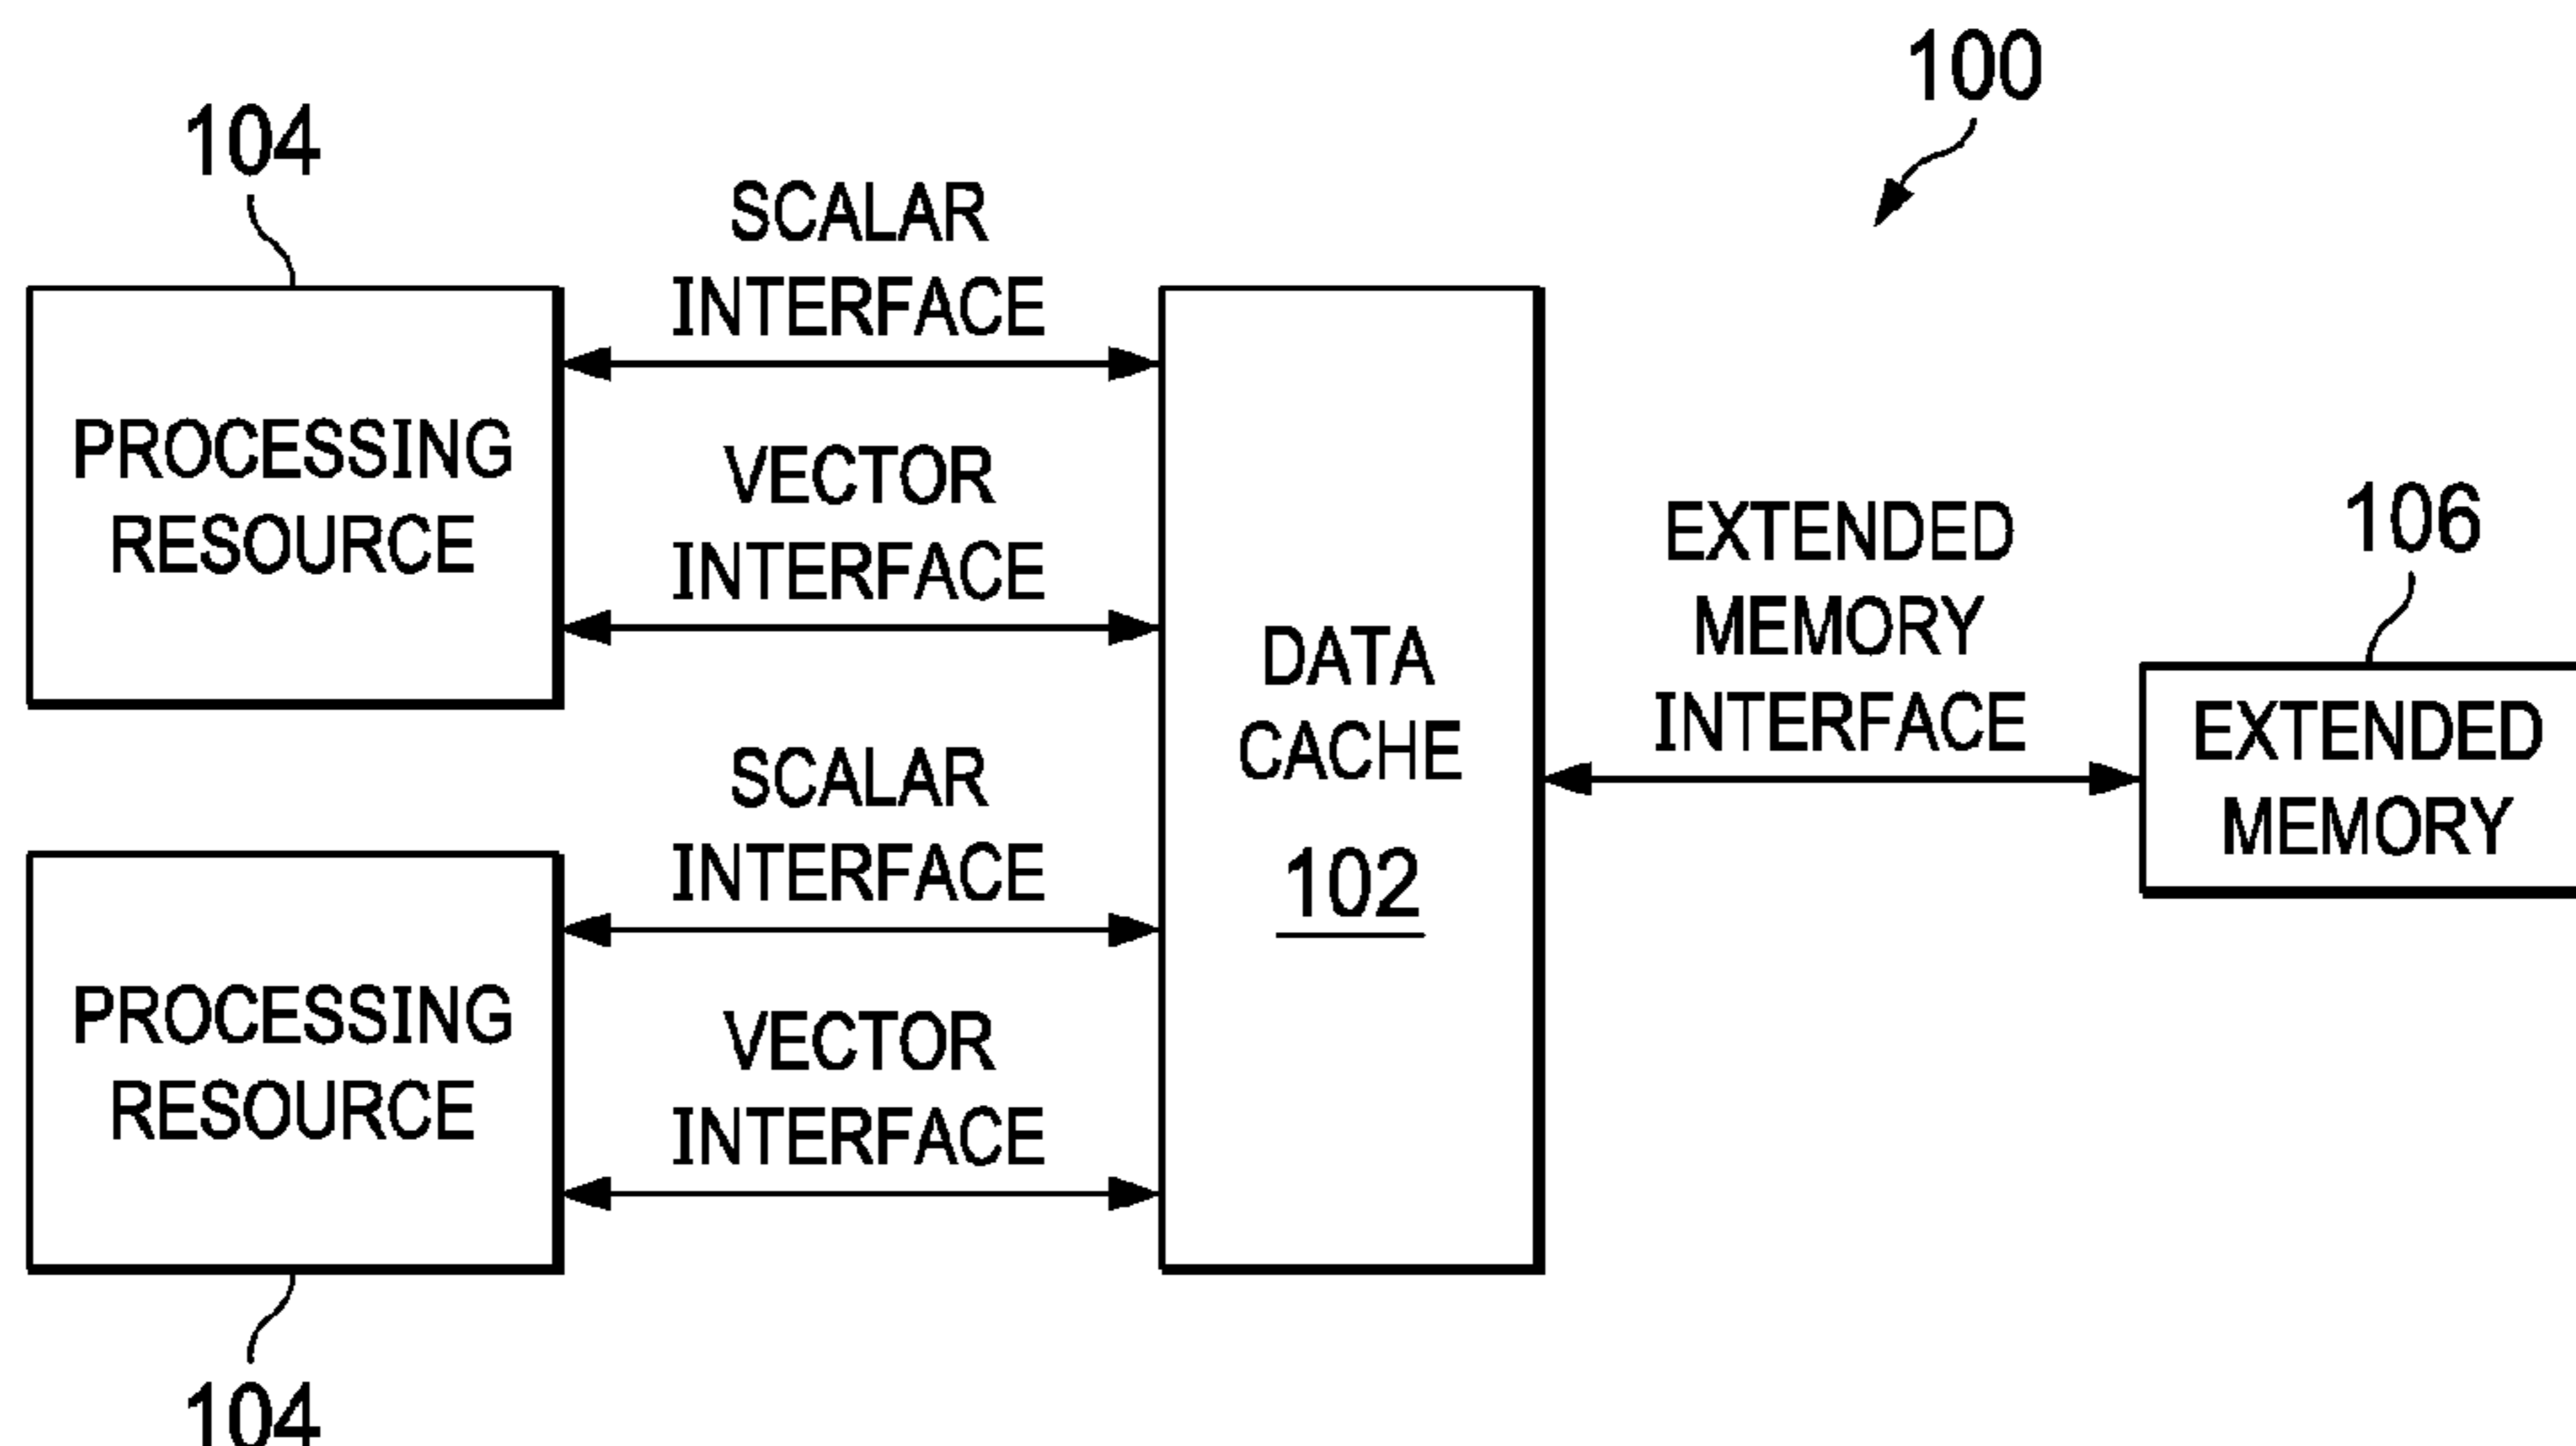 100
104
SCALAR
INTERFACE
PROCESSING
RESOURCE
VECTOR
INTERFACE
DATA
CACHE
102
EXTENDED
MEMORY
INTERFACE
106
EXTENDED
MEMORY
SCALAR
INTERFACE
PROCESSING
RESOURCE
VECTOR
INTERFACE
104